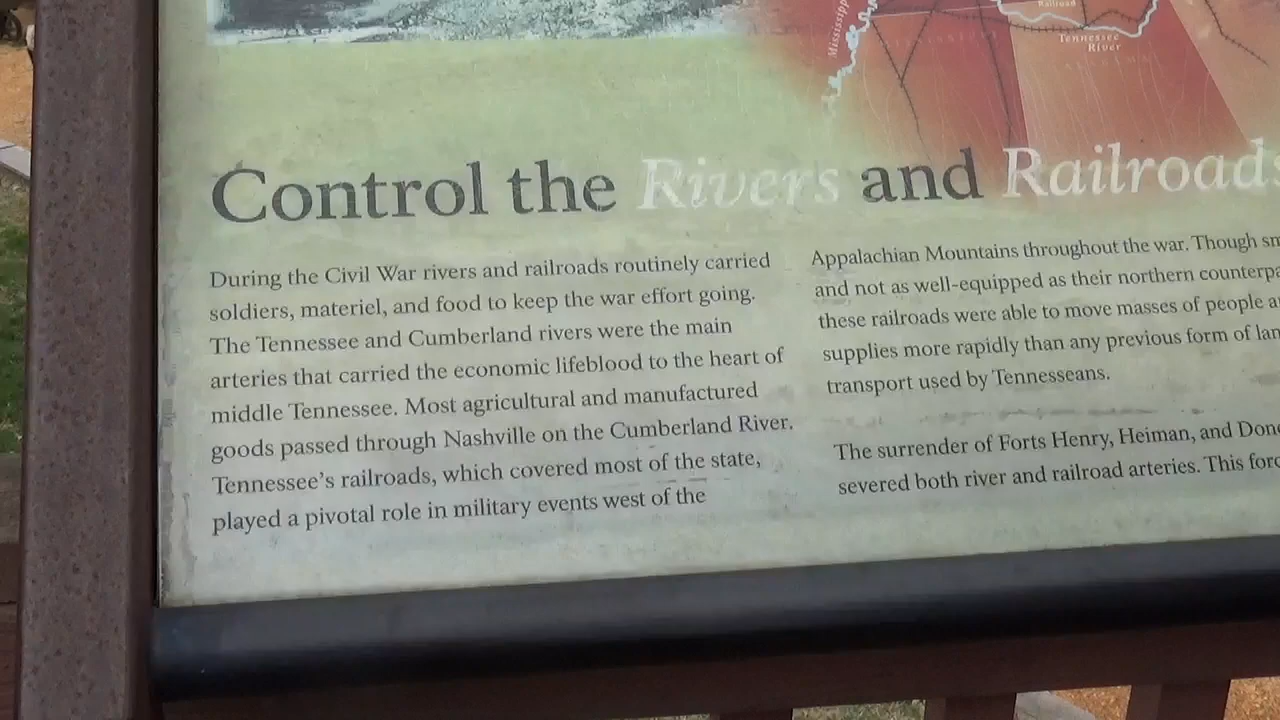 Railroad
Mississipp
Tennessee
River
Control the Rivers and Railroads
During the Civil War rivers and railroads routinely carried
soldiers, materiel, and food to keep the war effort going.
The Tennessee and Cumberland rivers were the main
arteries that carried the economic lifeblood to the heart of
middle Tennessee. Most agricultural and manufactured
goods passed through Nashville on the Cumberland River.
Tennessee's railroads, which covered most of the state,
played a pivotal role in military events west of the
Appalachian Mountains throughout the war. Though sm
and not as well-equipped as their northern counterpa
these railroads were able to move masses of people a
supplies more rapidly than any previous form of lan
transport used by Tennesseans.
The surrender of Forts Henry, Heiman, and Done
severed both river and railroad arteries. This forc